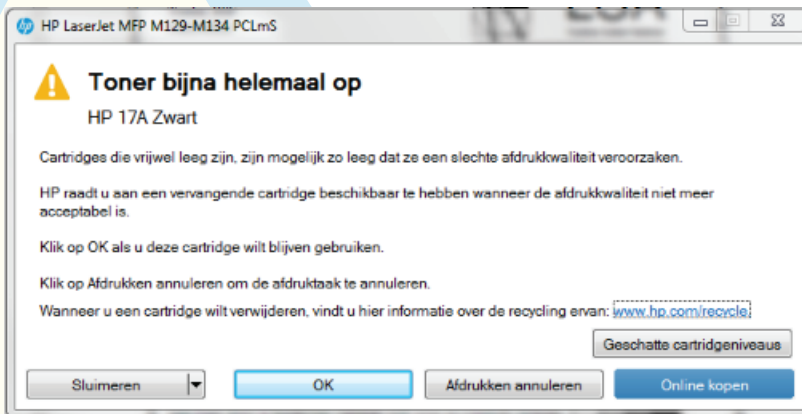 HP LaserJet MFP M129-M134 PCLmS
Toner bijna helemaal op
HP 17A Zwart
Cartridges die vrijwel leeg zijn, zijn mogelijk zo leeg dat ze een slechte afdrukkwaliteit veroorzaken.
HP raadt u aan een vervangende cartridge beschikbaar te hebben wanneer de afdrukkwaliteit niet meer
acceptabel is.
Klik op OK als u deze cartridge wilt blijven gebruiken.
Klik op Afdrukken annuleren om de afdruktaak te annuleren.
Wanneer u een cartridge wilt verwijderen, vindt u hier informatie over de recycling ervan: www.hp.com/recycle.
Geschatte cartridgeniveaus
Sluimeren OK Afdrukken annuleren Online kopen